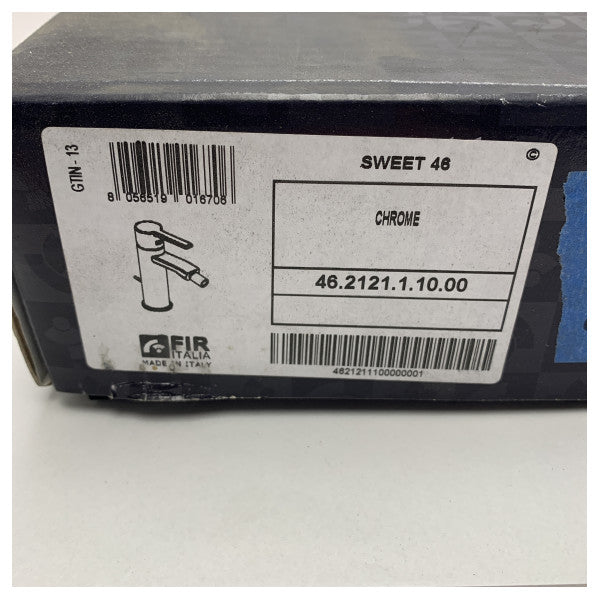 GTIN - 13
8 056519 016706
SWEET 46
©
CHROME
46.2121.1.10.00
FIR
ITALIA
MADE IN ITALY
4621211100000001